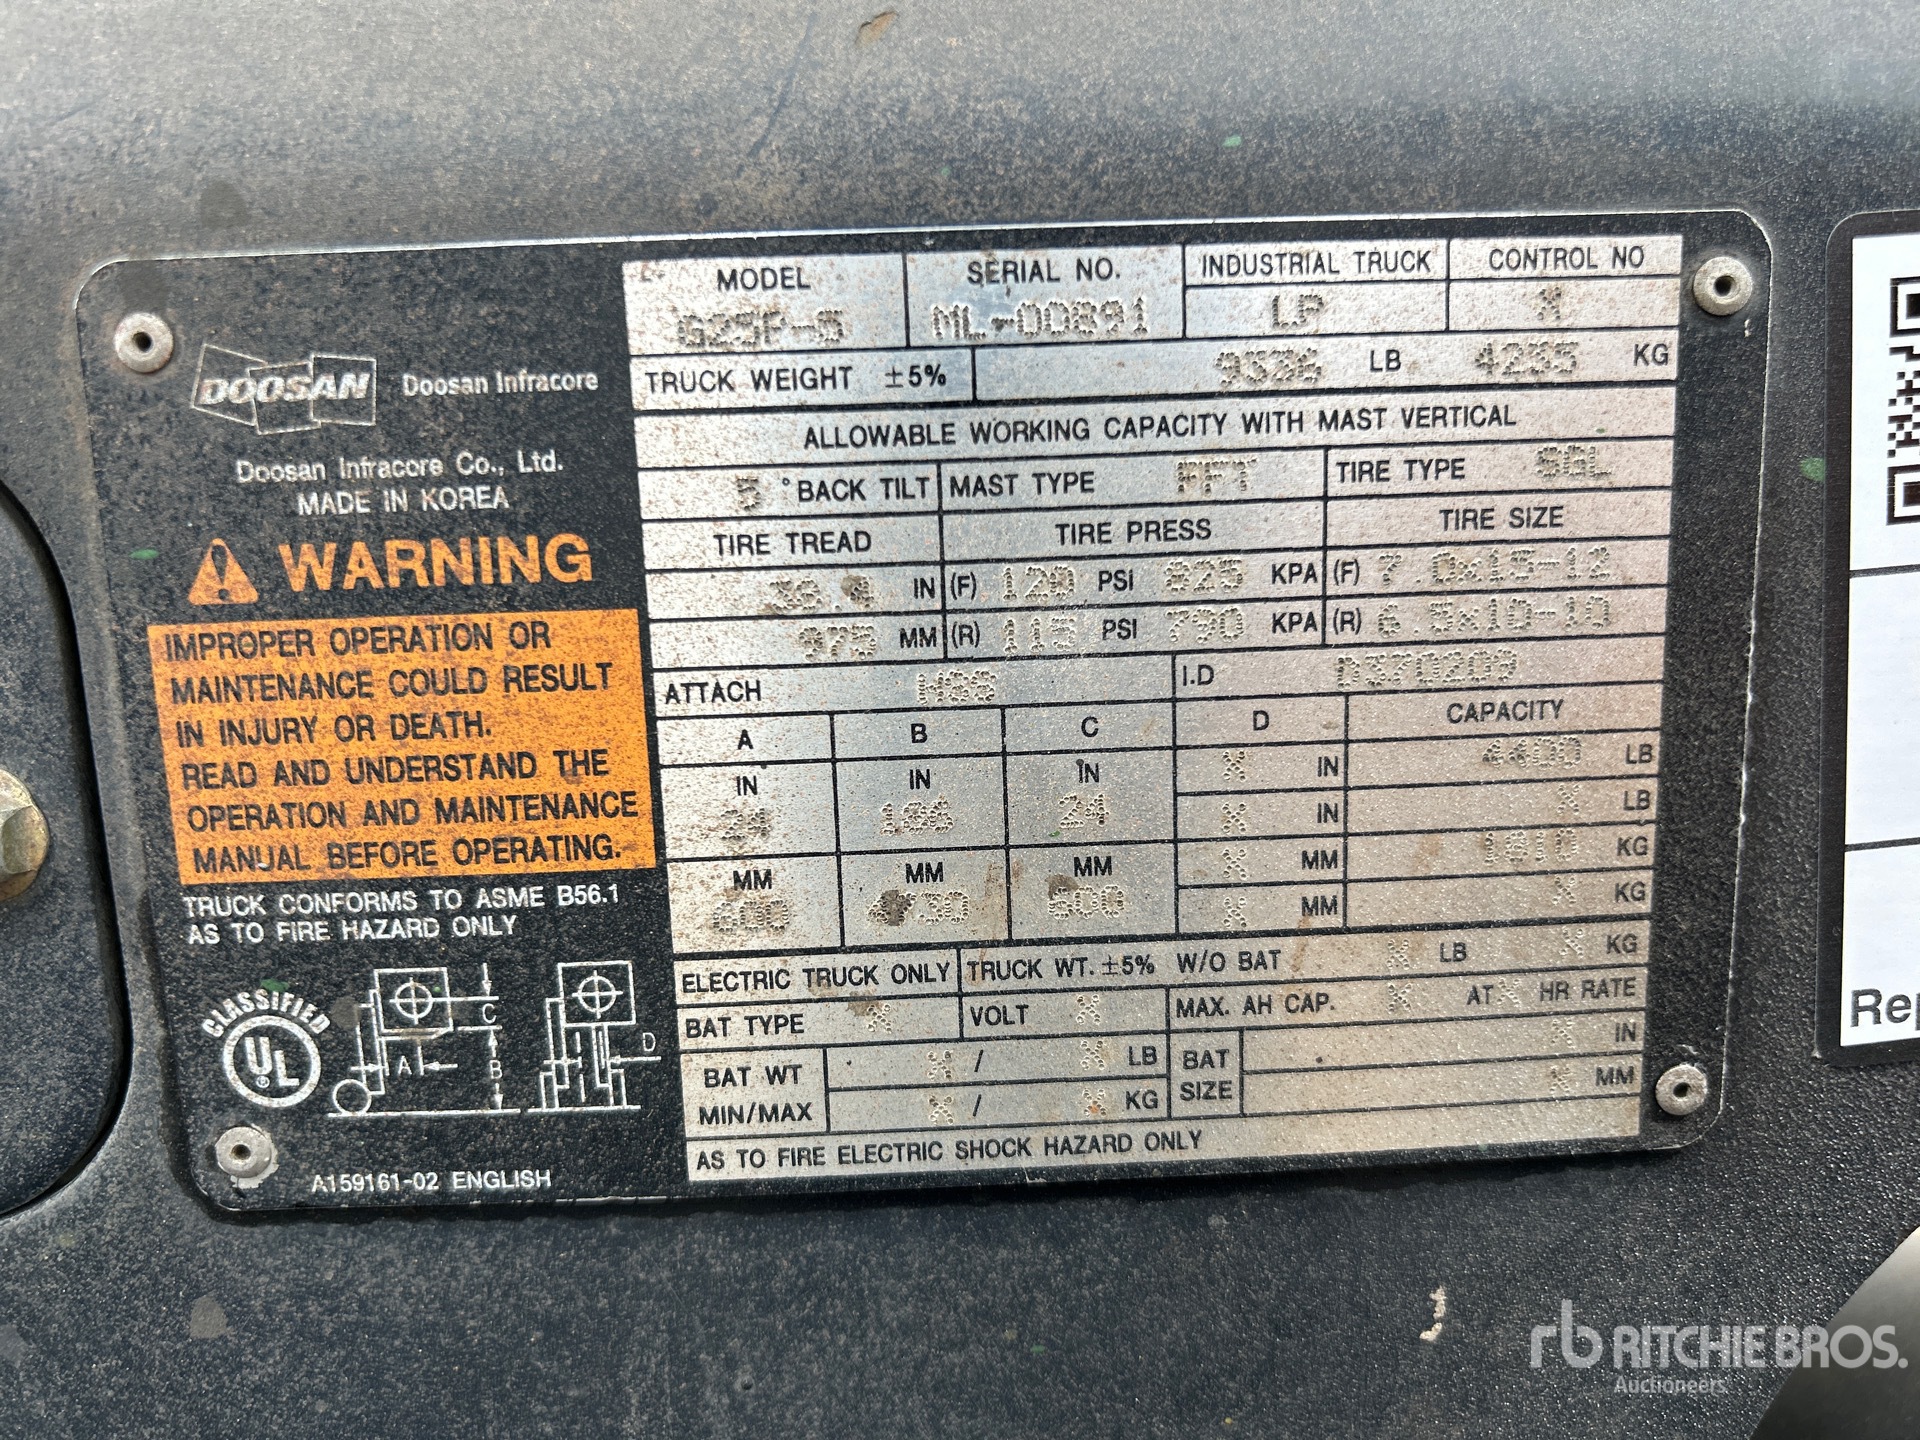 DOOSAN Doosan Infracore
Doosan Infracore Co., Ltd.
MADE IN KOREA
WARNING
IMPROPER OPERATION OR
MAINTENANCE COULD RESULT
IN INJURY OR DEATH.
READ AND UNDERSTAND THE
OPERATION AND MAINTENANCE
MANUAL BEFORE OPERATING.
TRUCK CONFORMS TO ASME B56.1
AS TO FIRE HAZARD ONLY
CLASSIFIED
UL ®
A B C D
A159161-02 ENGLISH
MODEL SERIAL NO. INDUSTRIAL TRUCK CONTROL NO
G25P-5 ML-00891 LP X
TRUCK WEIGHT ±5% 9336 LB 4235 KG
ALLOWABLE WORKING CAPACITY WITH MAST VERTICAL
5 ° BACK TILT MAST TYPE FFT TIRE TYPE SGL
TIRE TREAD TIRE PRESS TIRE SIZE
38.4 IN (F) 120 PSI 825 KPA (F) 7.0x15-12
975 MM (R) 115 PSI 790 KPA (R) 6.5x10-10
ATTACH I.D D370209
A B C D CAPACITY
IN IN IN X IN 4400 LB
24 186 24 X IN X LB
MM MM MM X MM KG
600 4730 600 X MM X KG
ELECTRIC TRUCK ONLY TRUCK WT. ±5% W/O BAT X LB X KG
BAT TYPE X VOLT X MAX. AH CAP. X AT X HR RATE
BAT WT MIN/MAX X / X LB BAT SIZE X IN
X / X KG X MM
AS TO FIRE ELECTRIC SHOCK HAZARD ONLY
rb RITCHIE BROS.
Auctioneers